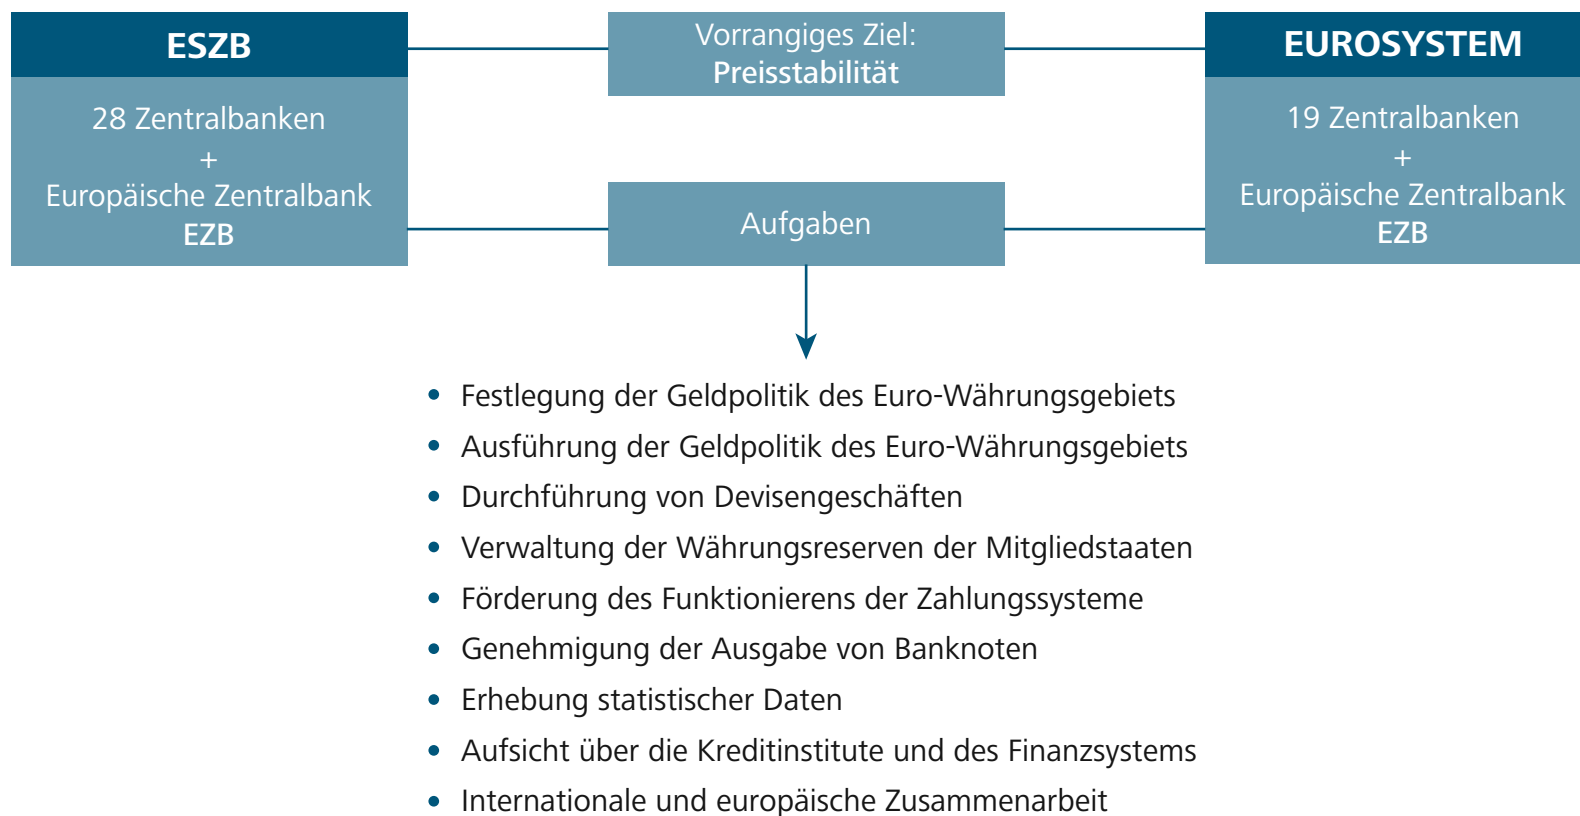 ESZB
28 Zentralbanken
+
Europäische Zentralbank
EZB
Vorrangiges Ziel:
Preisstabilität
Aufgaben
EUROSYSTEM
19 Zentralbanken
+
Europäische Zentralbank
EZB
• Festlegung der Geldpolitik des Euro-Währungsgebiets
• Ausführung der Geldpolitik des Euro-Währungsgebiets
• Durchführung von Devisengeschäften
• Verwaltung der Währungsreserven der Mitgliedstaaten
• Förderung des Funktionierens der Zahlungssysteme
• Genehmigung der Ausgabe von Banknoten
• Erhebung statistischer Daten
• Aufsicht über die Kreditinstitute und des Finanzsystems
• Internationale und europäische Zusammenarbeit